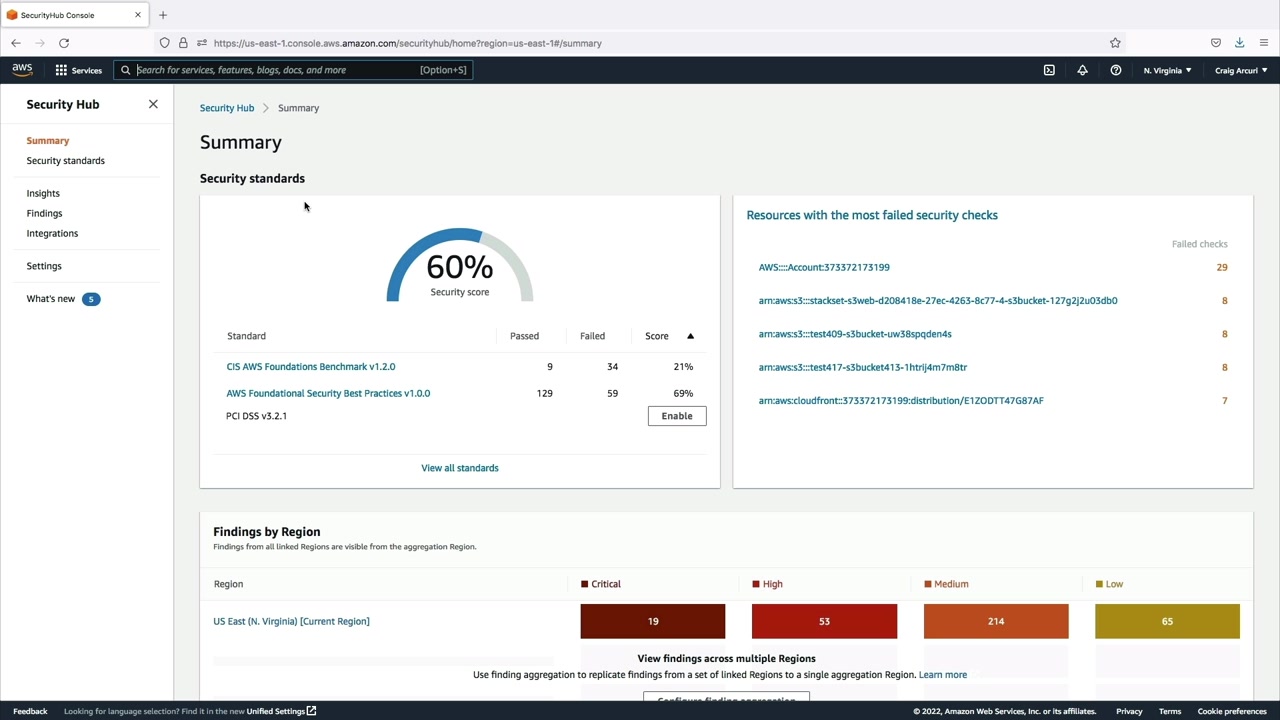 SecurityHub Console
https://us-east-1.console.aws.amazon.com/securityhub/home?region=us-east-1#/summary
aws Services Search for services, features, blogs, docs, and more [Option+S] N. Virginia Craig Arcuri
Security Hub
Summary
Security standards
Insights
Findings
Integrations
Settings
What's new 5
Security Hub > Summary
Summary
Security standards
60%
Security score
Standard Passed Failed Score
CIS AWS Foundations Benchmark v1.2.0 9 34 21%
AWS Foundational Security Best Practices v1.0.0 129 59 69%
PCI DSS v3.2.1 Enable
View all standards
Resources with the most failed security checks
Failed checks
AWS::::Account:373372173199 29
arn:aws:s3:::stackset-s3web-d208418e-27ec-4263-8c77-4-s3bucket-127g2j2u03db0 8
arn:aws:s3:::test409-s3bucket-uw38spqden4s 8
arn:aws:s3:::test417-s3bucket413-1htrij4m7m8tr 8
arn:aws:cloudfront::373372173199:distribution/E1ZODTT47G87AF 7
Findings by Region
Findings from all linked Regions are visible from the aggregation Region.
Region Critical High Medium Low
US East (N. Virginia) [Current Region] 19 53 214 65
View findings across multiple Regions
Use finding aggregation to replicate findings from a set of linked Regions to a single aggregation Region. Learn more
Configure finding aggregation
Feedback Looking for language selection? Find it in the new Unified Settings © 2022, Amazon Web Services, Inc. or its affiliates. Privacy Terms Cookie preferences